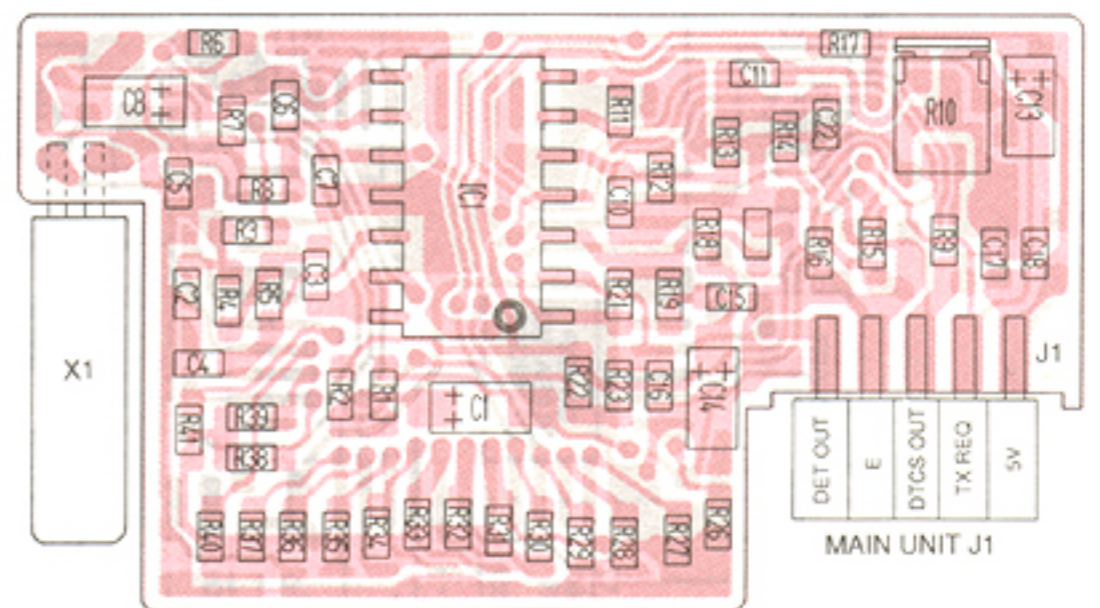 R6
R17
C11
C8
R7
C6
R11
R13
R14
C22
R10
C3
C5
R8
C7
IC1
C10
R12
R3
R18
R16
R15
R9
C17
C18
C2
R4
R5
C3
R21
R19
C15
C4
X1
R2
R1
C1
R22
R23
C16
C14
J1
R41
R39
R38
DET OUT
E
DTCS OUT
TX REQ
5V
R40
R37
R36
R35
R34
R33
R32
R31
R30
R29
R28
R27
R26
MAIN UNIT J1